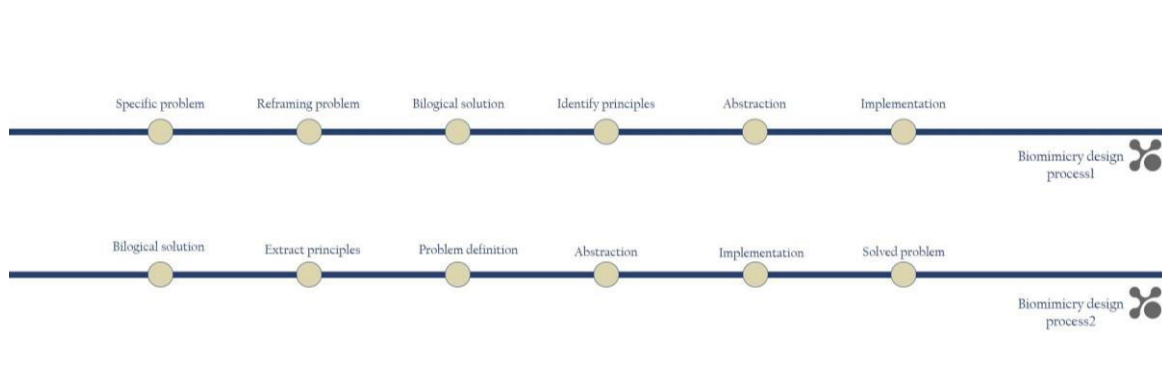 Specific problem
Reframing problem
Bilogical solution
Identify principles
Abstraction
Implementation
Biomimicry design
process1
Bilogical solution
Extract principles
Problem definition
Abstraction
Implementation
Solved problem
Biomimicry design
process2